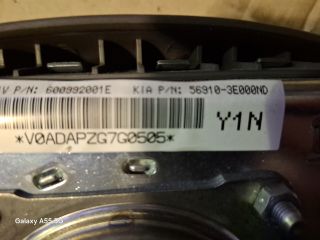 V P/N: 600992001E KIA P/N: 56910-3E000ND
*V0ADAPZG7G0505*
Y1N
Galaxy A55 5G